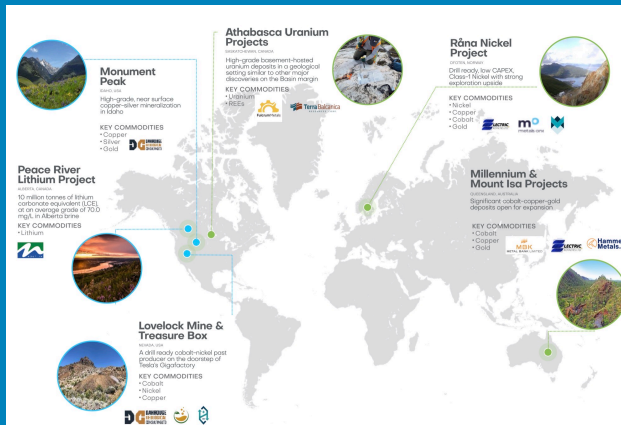 Monument
Peak
IDAHO, USA
High-grade, near surface
copper-silver mineralization
in Idaho
KEY COMMODITIES
• Copper
• Silver
• Gold
Athabasca Uranium
Projects
SASKATCHEWAN, CANADA
High-grade basement-hosted
uranium deposits in a geological
setting similar to other major
discoveries on the Basin margin
KEY COMMODITIES
• Uranium
• REEs
Terra Balcanica
Råna Nickel
Project
Drill ready, low CAPEX,
Class-1 Nickel with strong
exploration upside
KEY COMMODITIES
• Nickel
• Copper
• Cobalt
• Gold
metals one
Peace River
Lithium Project
ALBERTA, CANADA
10 million tonnes of lithium
carbonate equivalent (LCE)
at an average grade of 70.0
mg/L in Alberta brine
KEY COMMODITIES
• Lithium
Millennium &
Mount Isa Projects
QUEENSLAND, AUSTRALIA
Significant cobalt-copper-gold
deposits open for expansion
KEY COMMODITIES
• Cobalt
• Copper
• Gold
MBK
METAL BANK LIMITED
Hammer
Metals
Lovelock Mine &
Treasure Box
NEVADA, USA
A drill ready cobalt-nickel past
producer on the doorstep of
Tesla's Gigafactory
KEY COMMODITIES
• Cobalt
• Nickel
• Copper